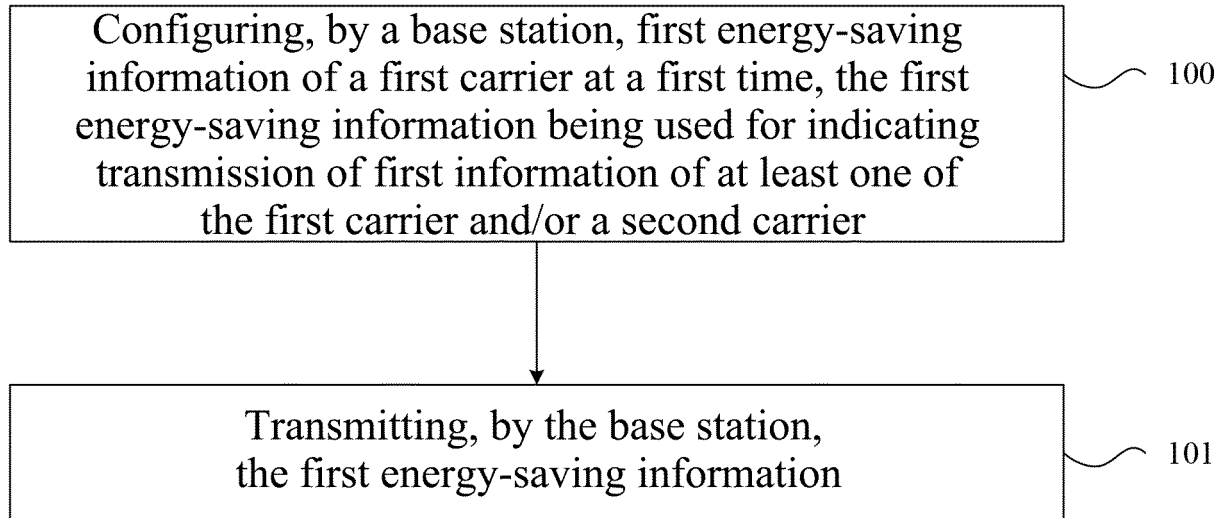 Configuring, by a base station, first energy-saving
information of a first carrier at a first time, the first
energy-saving information being used for indicating
transmission of first information of at least one of
the first carrier and/or a second carrier
100
Transmitting, by the base station,
the first energy-saving information
101